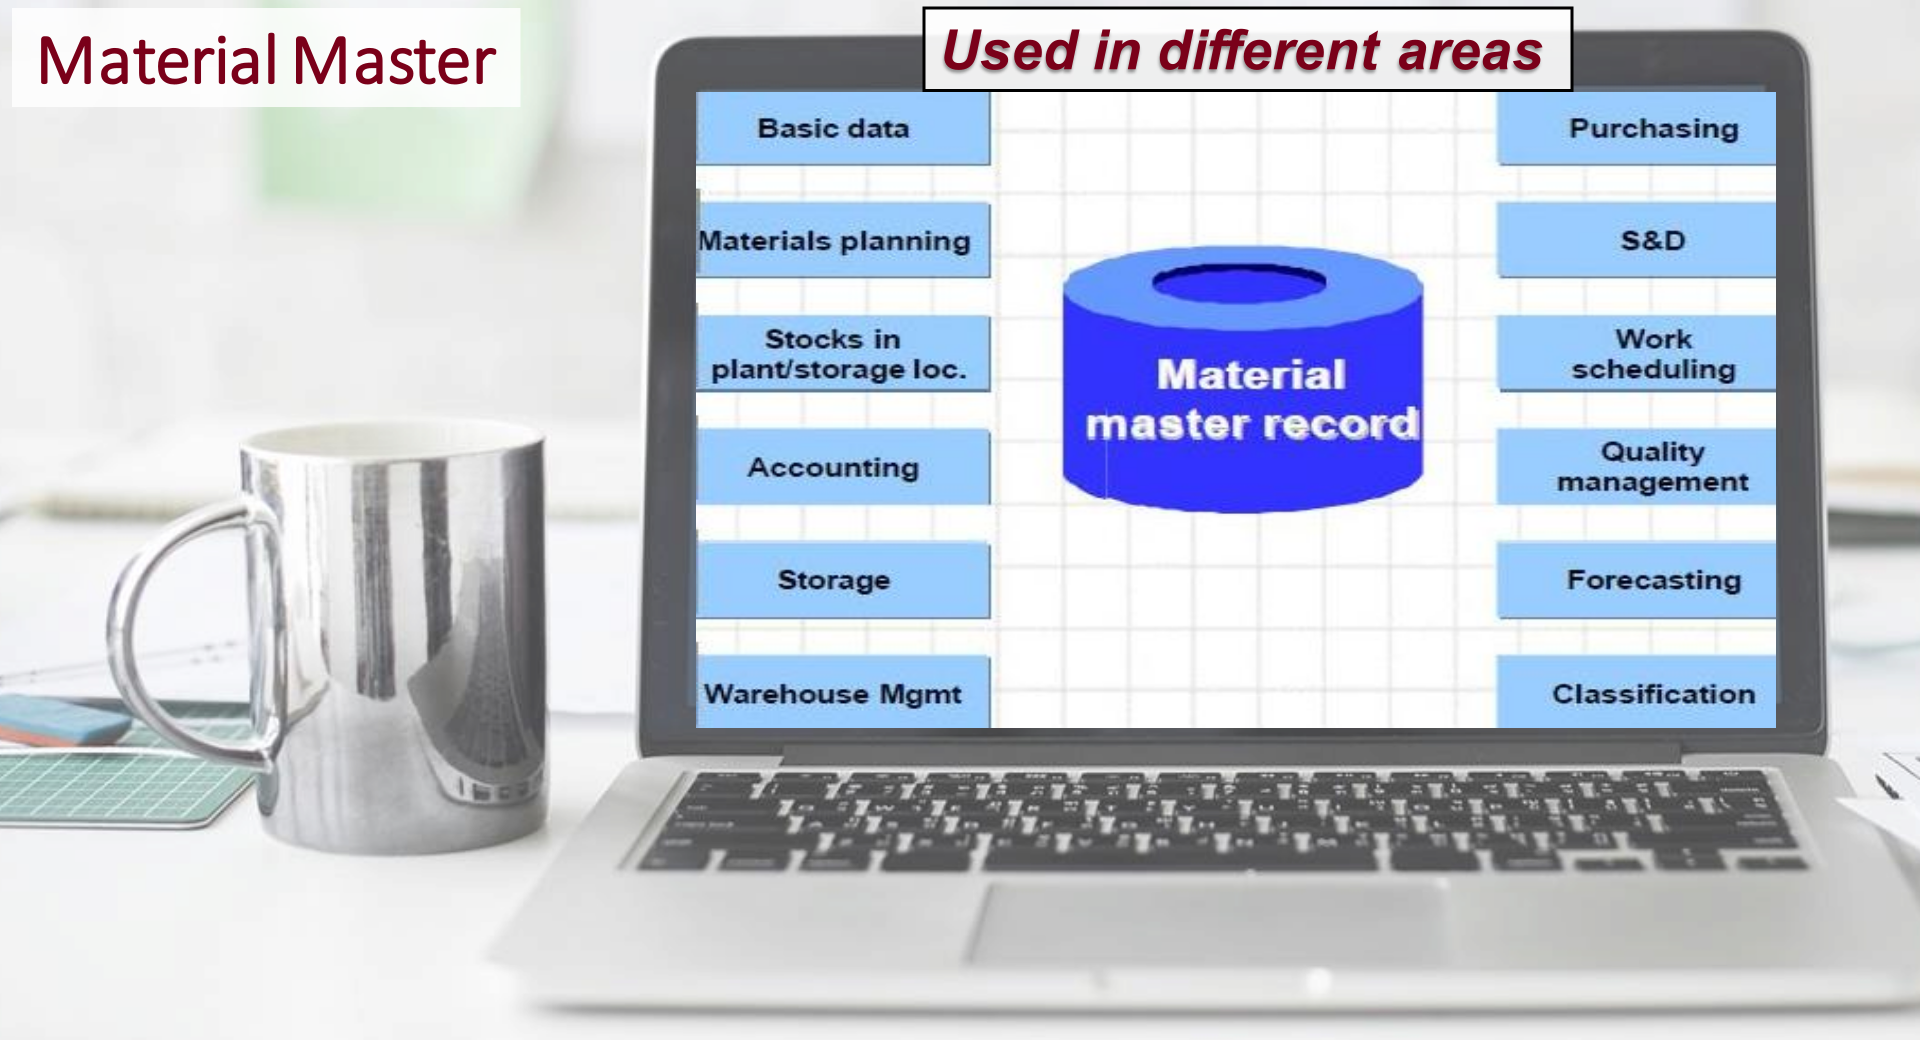 Material Master
Used in different areas
Basic data
Materials planning
Stocks in
plant/storage loc.
Accounting
Storage
Warehouse Mgmt
Material
master record
Purchasing
S&D
Work
scheduling
Quality
management
Forecasting
Classification